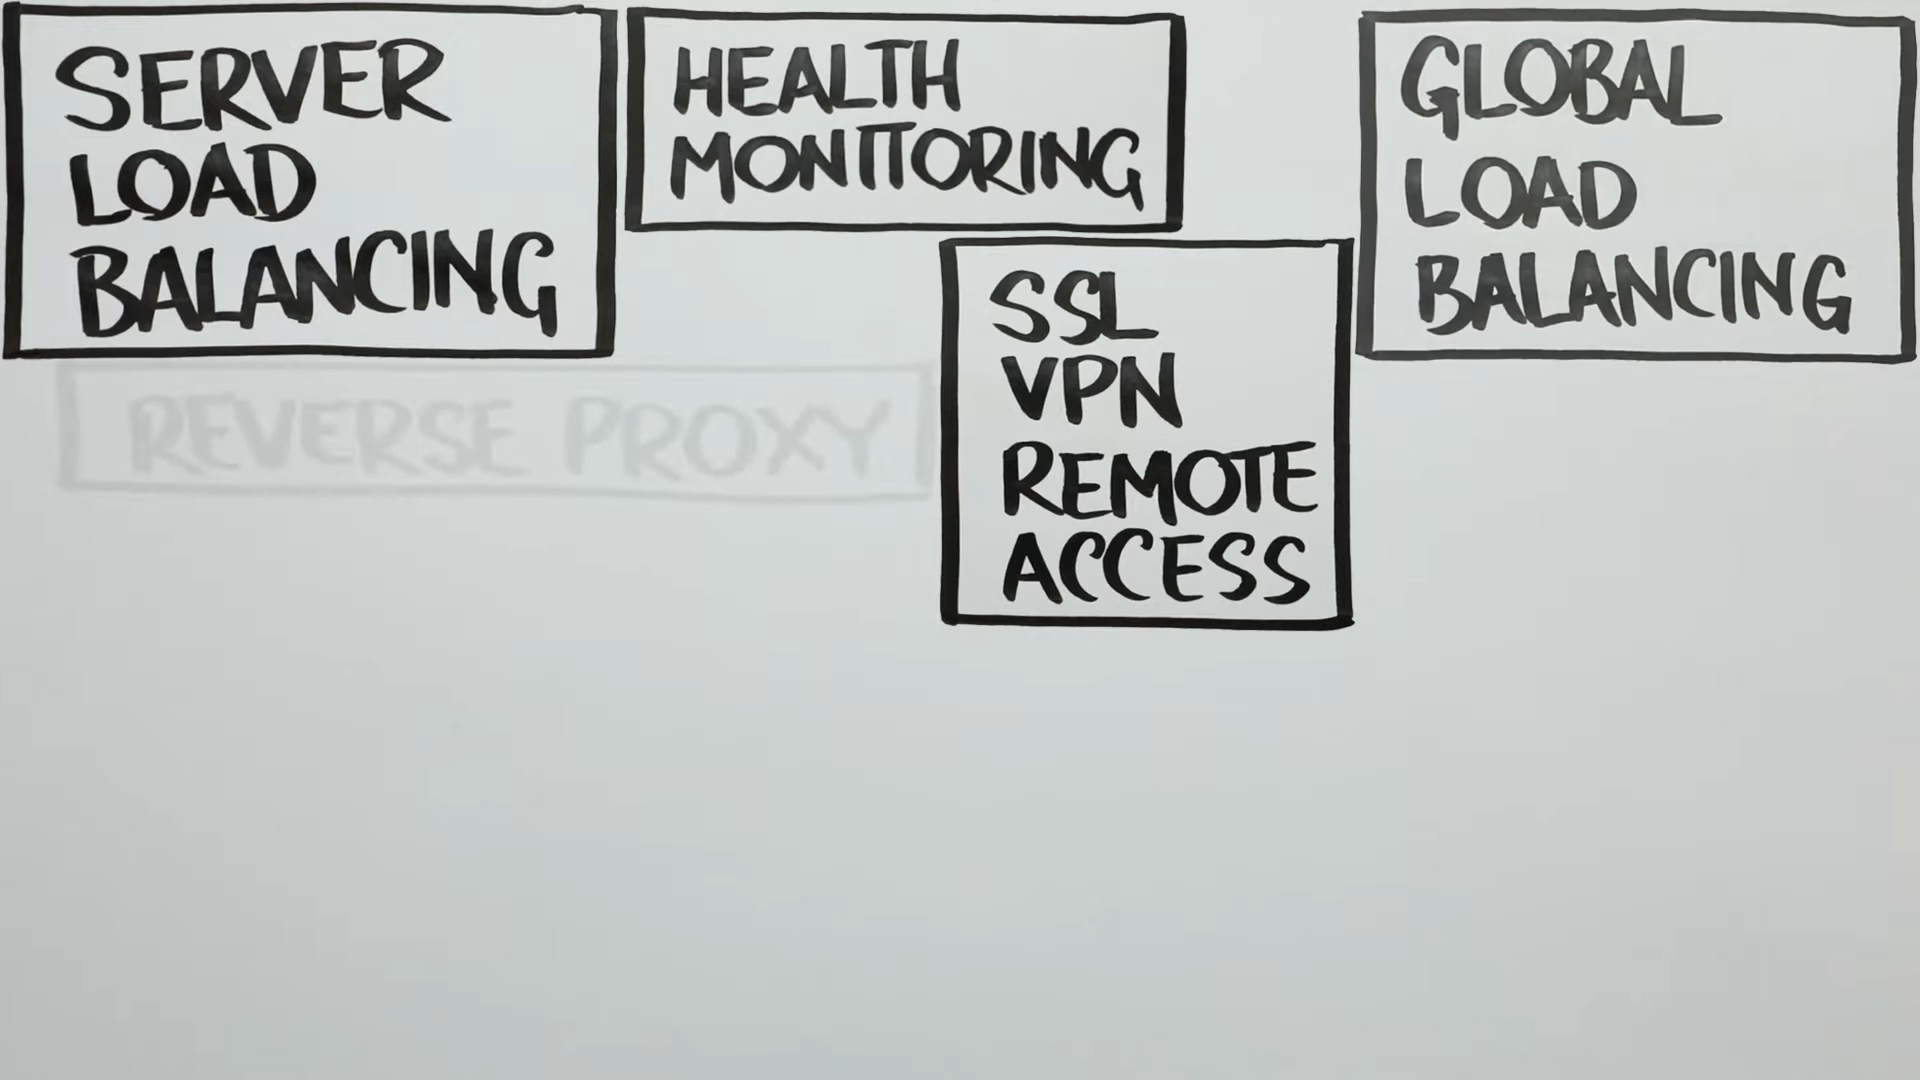 SERVER
LOAD
BALANCING
HEALTH
MONITORING
GLOBAL
LOAD
BALANCING
REVERSE PROXY
SSL
VPN
REMOTE
ACCESS